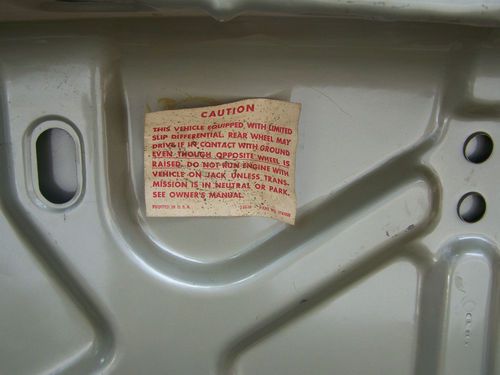 CAUTION
THIS VEHICLE EQUIPPED WITH LIMITED
SLIP DIFFERENTIAL. REAR WHEEL MAY
DRIVE IF IN CONTACT WITH GROUND
EVEN THOUGH OPPOSITE WHEEL IS
RAISED. DO NOT RUN ENGINE WITH
VEHICLE ON JACK UNLESS TRANS-
MISSION IS IN NEUTRAL OR PARK.
SEE OWNER'S MANUAL.
PRINTED IN U.S.A.